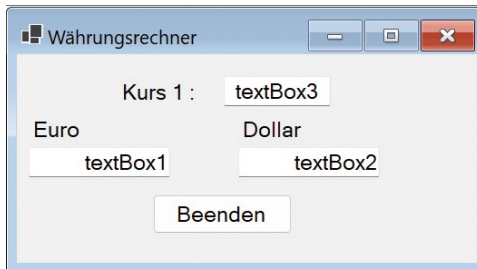 Währungsrechner
Kurs 1 : textBox3
Euro Dollar
textBox1 textBox2
Beenden